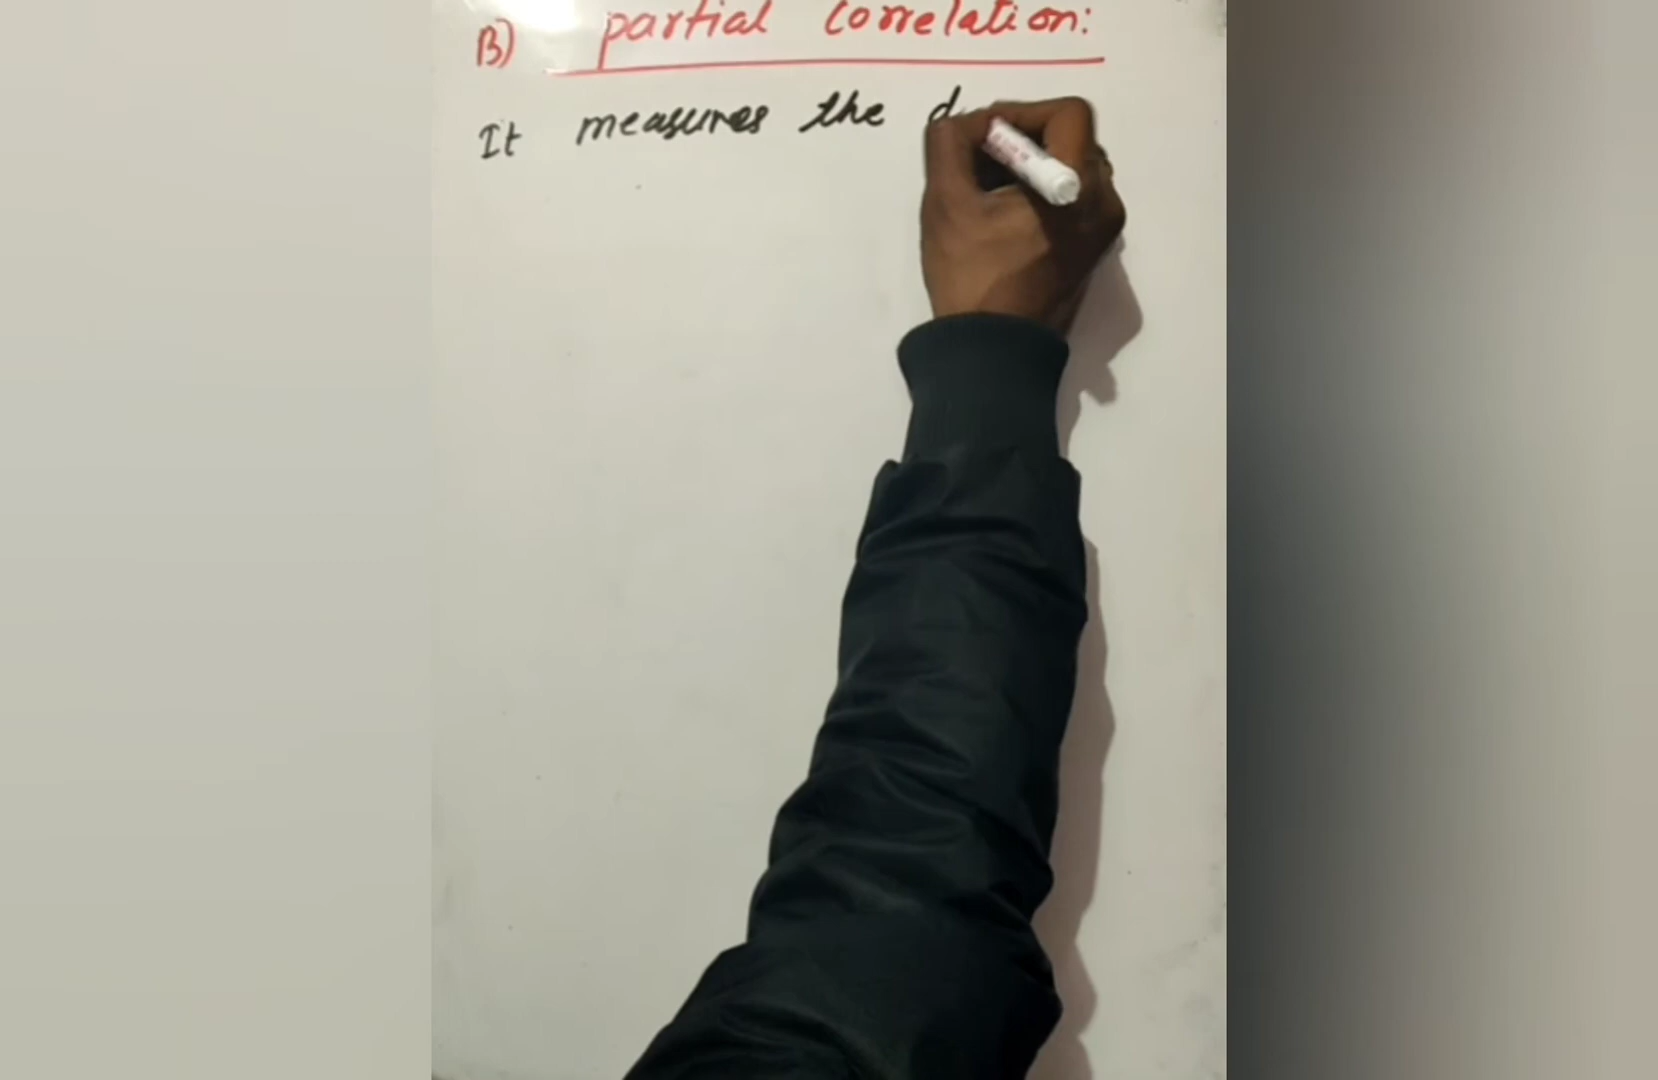 B) partial correlation:
It measures the d